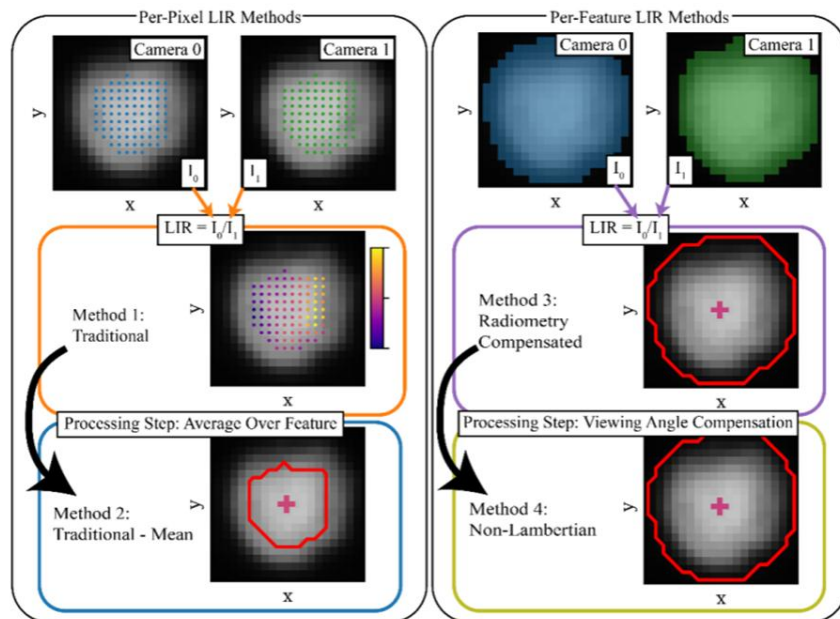 Per-Pixel LIR Methods
Camera 0
Camera 1
y
y
I₀
I₁
x
x
LIR = I₀/I₁
Method 1:
Traditional
y
x
Processing Step: Average Over Feature
Method 2:
Traditional - Mean
y
x
Per-Feature LIR Methods
Camera 0
Camera 1
y
y
I₀
I₁
x
x
LIR = I₀/I₁
Method 3:
Radiometry
Compensated
y
x
Processing Step: Viewing Angle Compensation
Method 4:
Non-Lambertian
y
x